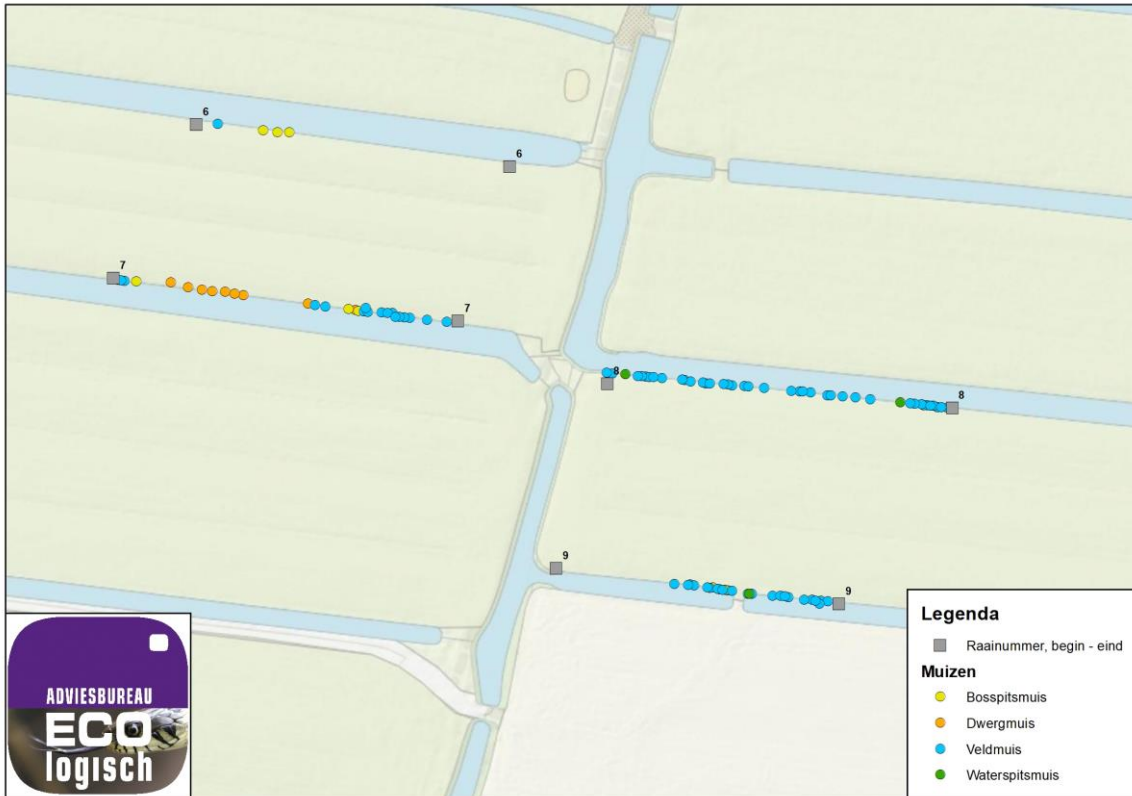 6
6
7
7
8
8
9
9
Legenda
Raainummer, begin - eind
Muizen
Bosspitsmuis
Dwergmuis
Veldmuis
Waterspitsmuis
ADVIESBUREAU
ECO
logisch